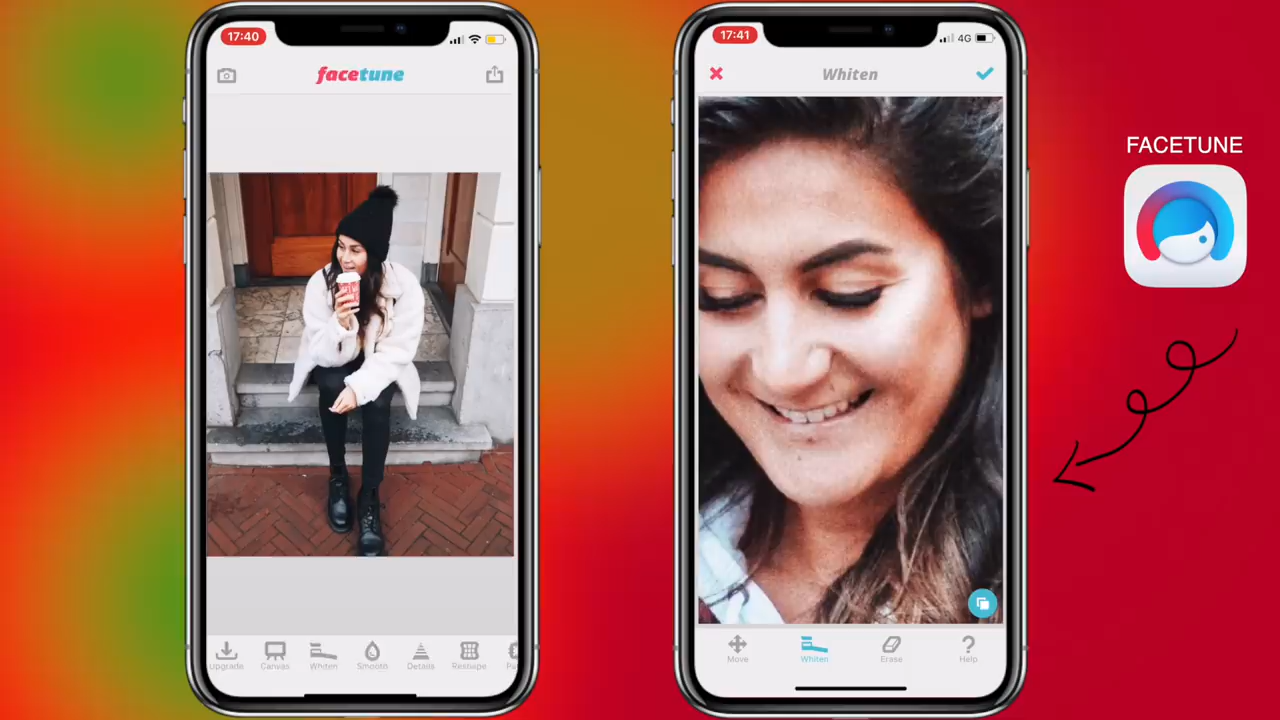 17:40
facetune
Upgrade
Canvas
Whiten
Smooth
Details
Reshape
17:41
4G
Whiten
Move
Whiten
Erase
Help
FACETUNE